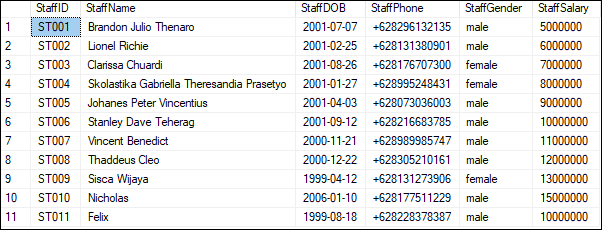 StaffID StaffName StaffDOB StaffPhone StaffGender StaffSalary
1 ST001 Brandon Julio Thenaro 2001-07-07 +628296132135 male 5000000
2 ST002 Lionel Richie 2001-02-25 +628131380901 male 6000000
3 ST003 Clarissa Chuardi 2001-08-26 +628176707300 female 7000000
4 ST004 Skolastika Gabriella Theresandia Prasetyo 2001-01-27 +628995248431 female 8000000
5 ST005 Johanes Peter Vincentius 2001-04-03 +628073036003 male 9000000
6 ST006 Stanley Dave Teherag 2001-09-12 +628216683785 male 10000000
7 ST007 Vincent Benedict 2000-11-21 +628989985747 male 11000000
8 ST008 Thaddeus Cleo 2000-12-22 +628305210161 male 12000000
9 ST009 Sisca Wijaya 1999-04-12 +628131273906 female 13000000
10 ST010 Nicholas 2006-01-10 +628177511229 male 15000000
11 ST011 Felix 1999-08-18 +628228378387 male 10000000